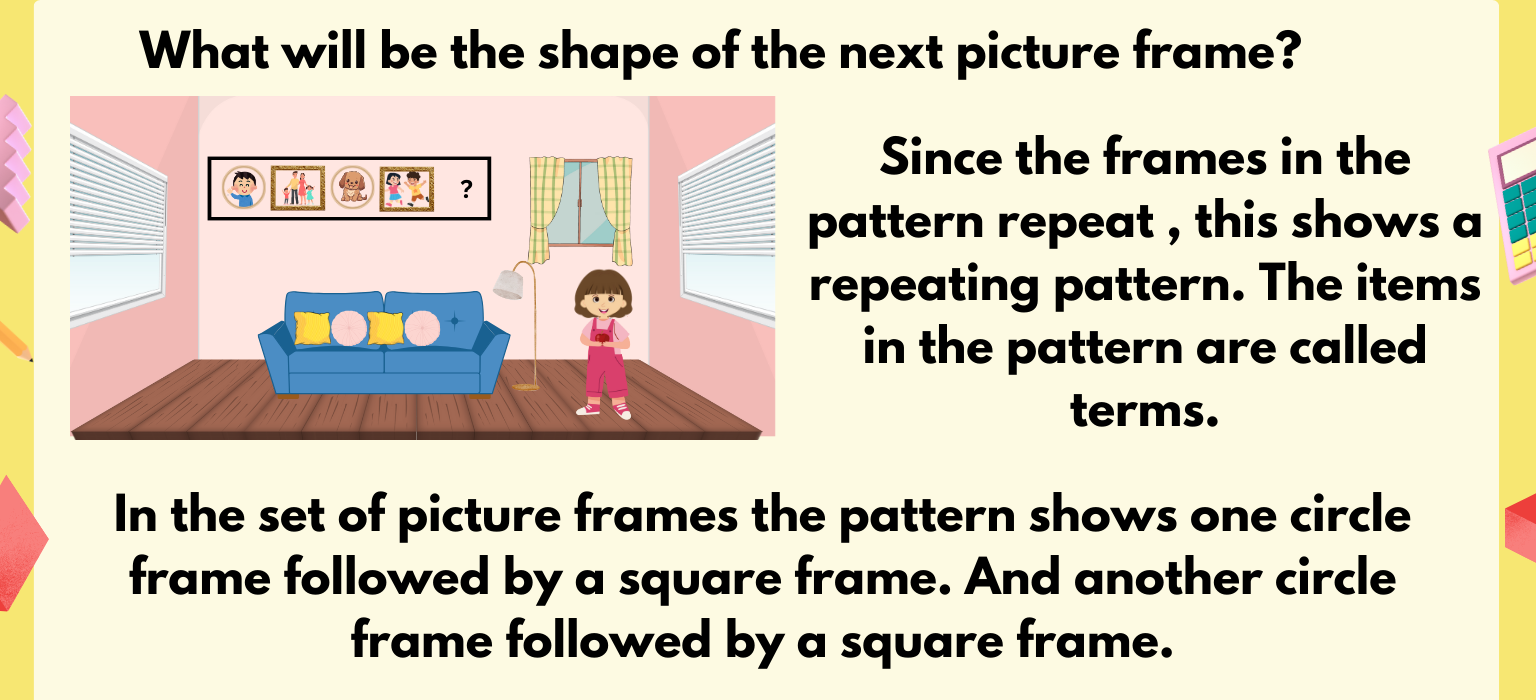 What will be the shape of the next picture frame?
?
Since the frames in the
pattern repeat , this shows a
repeating pattern. The items
in the pattern are called
terms.
In the set of picture frames the pattern shows one circle
frame followed by a square frame. And another circle
frame followed by a square frame.